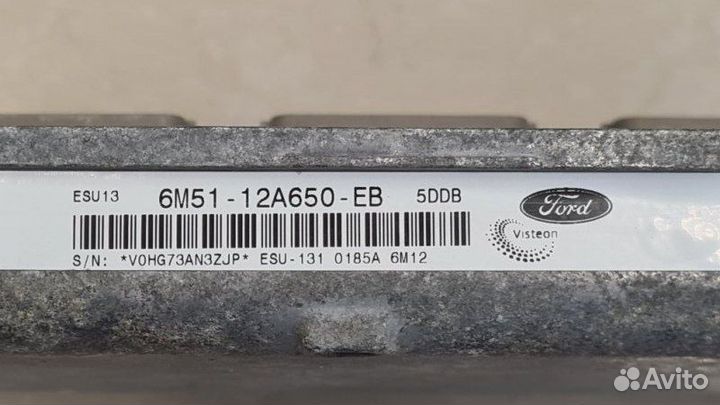 ESU13 6M51-12A650-EB 5DDB
Ford
Visteon
S/N: *V0HG73AN3ZJP* ESU-131 0185A 6M12
Avito